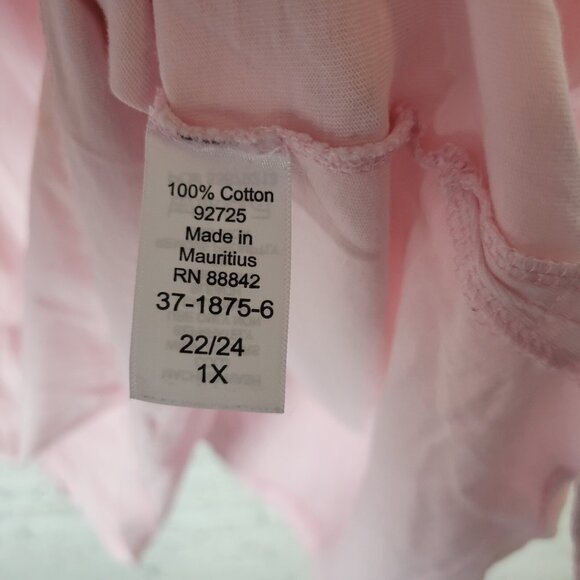 100% Cotton
92725
Made in
Mauritius
RN 88842
37-1875-6
22/24
1X